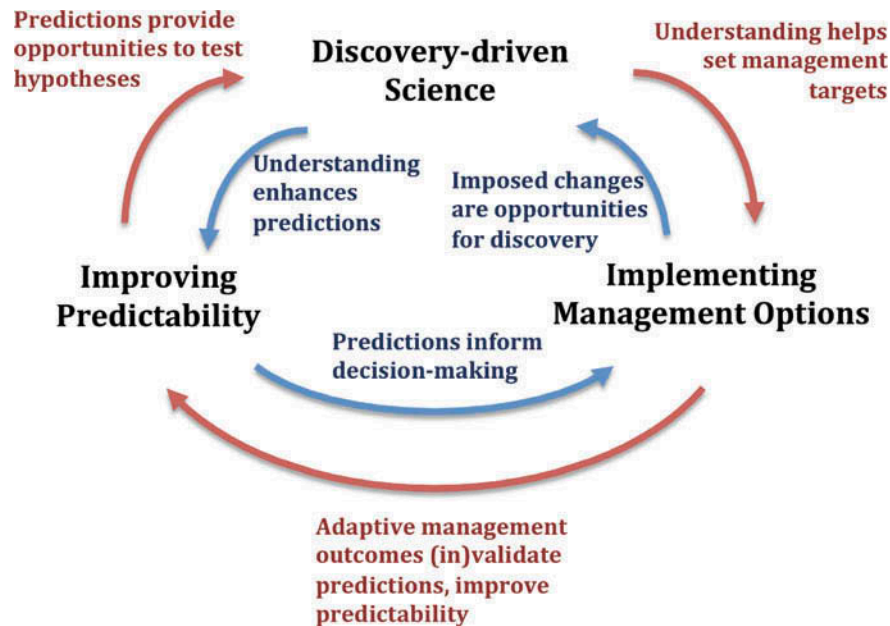 Predictions provide
opportunities to test
hypotheses
Discovery-driven
Science
Understanding helps
set management
targets
Understanding
enhances
predictions
Imposed changes
are opportunities
for discovery
Improving
Predictability
Implementing
Management Options
Predictions inform
decision-making
Adaptive management
outcomes (in)validate
predictions, improve
predictability